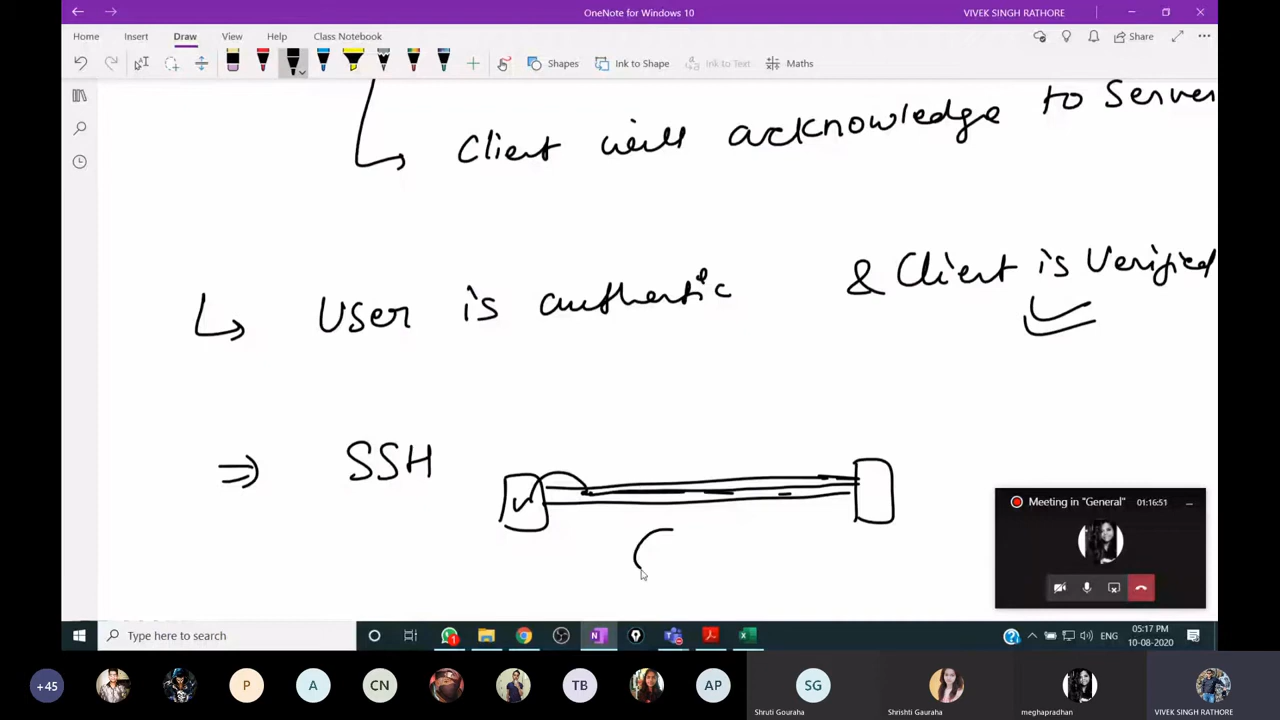 OneNote for Windows 10
VIVEK SINGH RATHORE
Home Insert Draw View Help Class Notebook
Share
Shapes Ink to Shape Ink to Text Maths
Client will acknowledge to Server
User is authentic & Client is Verified
SSH
Meeting in "General" 01:16:51
Type here to search
1
ENG
05:17 PM
10-08-2020
+45 P A CN TB AP SG
Shruti Gouraha Shrishti Gauraha meghapradhan VIVEK SINGH RATHORE